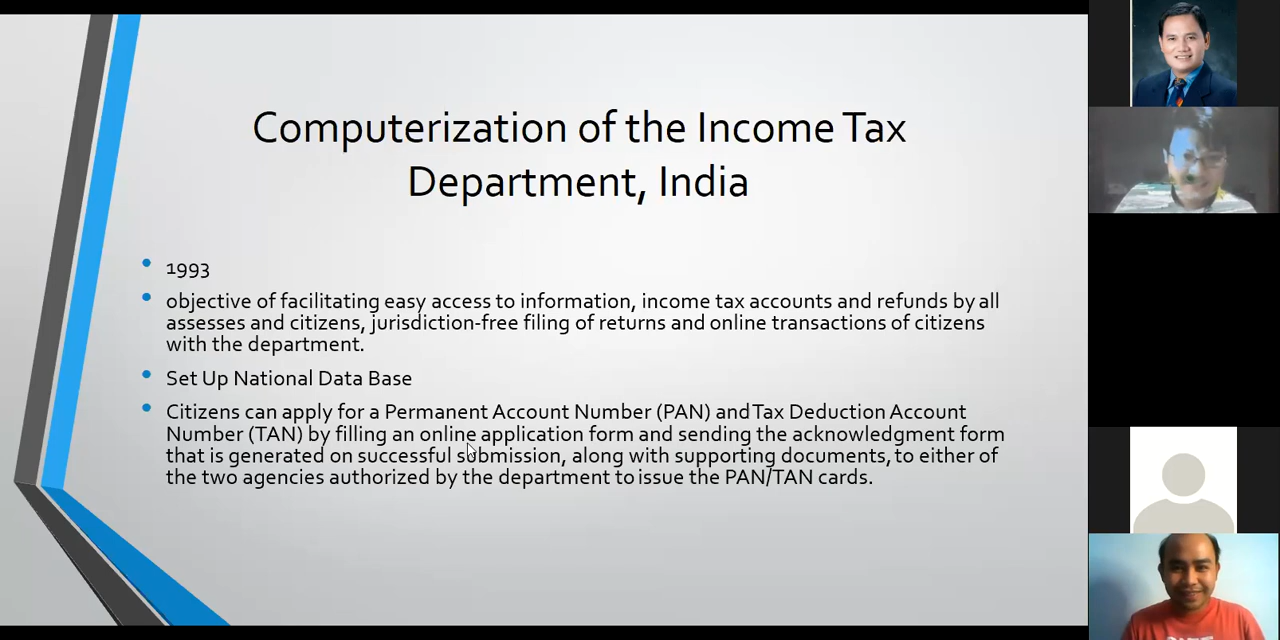 Computerization of the Income Tax
Department, India
1993
objective of facilitating easy access to information, income tax accounts and refunds by all
assesses and citizens, jurisdiction-free filing of returns and online transactions of citizens
with the department.
Set Up National Data Base
Citizens can apply for a Permanent Account Number (PAN) and Tax Deduction Account
Number (TAN) by filling an online application form and sending the acknowledgment form
that is generated on successful submission, along with supporting documents, to either of
the two agencies authorized by the department to issue the PAN/TAN cards.